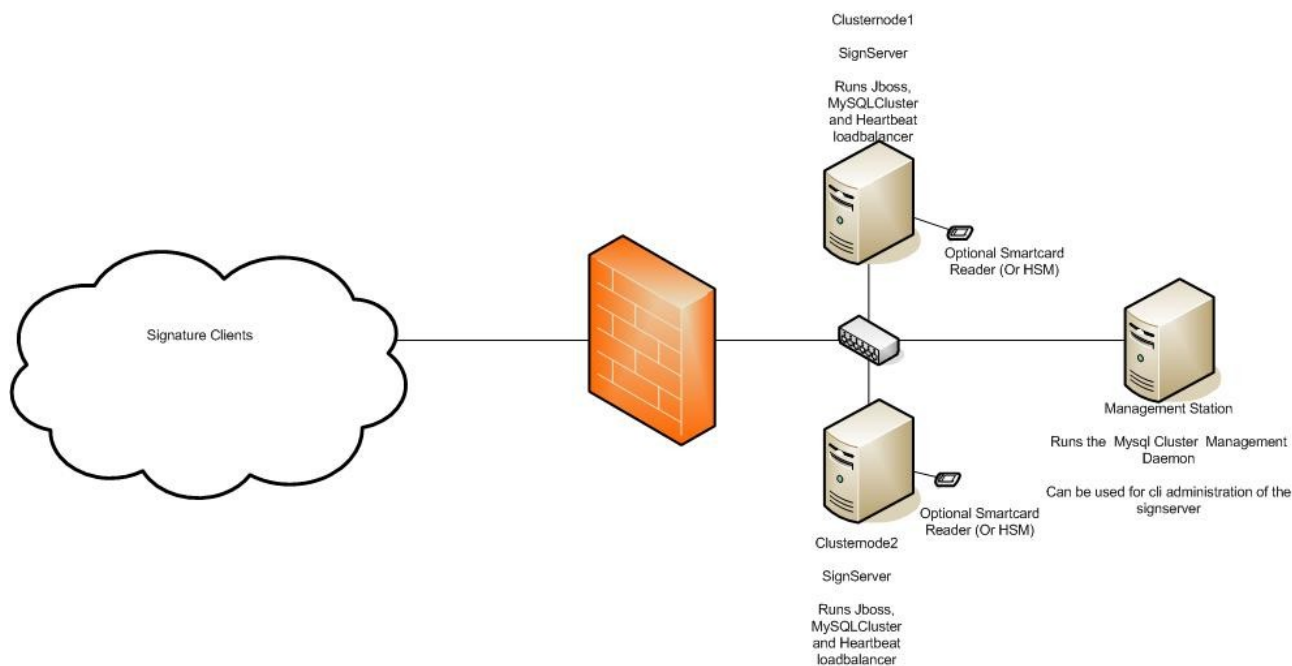 Clusternode1
SignServer
Runs Jboss,
MySQLCluster
and Heartbeat
loadbalancer
Optional Smartcard
Reader (Or HSM)
Signature Clients
Management Station
Runs the Mysql Cluster Management
Daemon
Can be used for cli administration of the
signserver
Optional Smartcard
Reader (Or HSM)
Clusternode2
SignServer
Runs Jboss,
MySQLCluster
and Heartbeat
loadbalancer